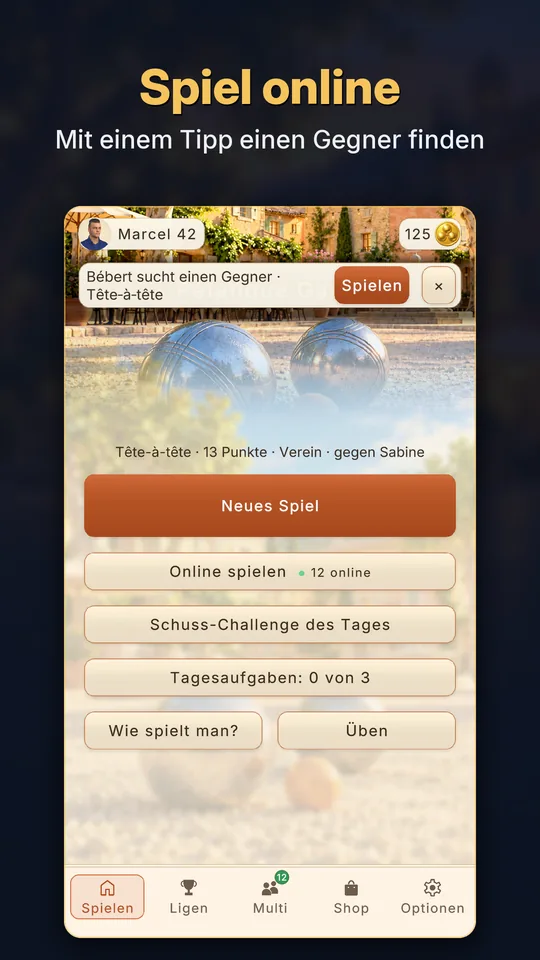 Spiel online
Mit einem Tipp einen Gegner finden
Marcel 42
125
Bébert sucht einen Gegner ·
Tête-à-tête
Spielen
×
Tête-à-tête · 13 Punkte · Verein · gegen Sabine
Neues Spiel
Online spielen • 12 online
Schuss-Challenge des Tages
Tagesaufgaben: 0 von 3
Wie spielt man?
Üben
12
Spielen
Ligen
Multi
Shop
Optionen